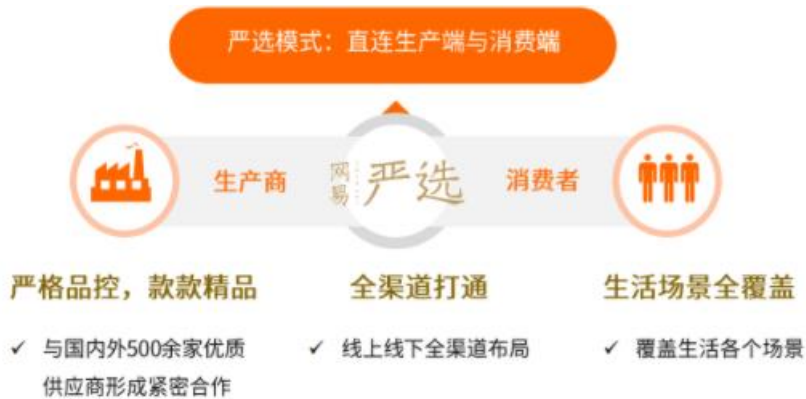 严选模式：直连生产端与消费端
生产商
网易
严选
消费者
严格品控，款款精品
全渠道打通
生活场景全覆盖
✓ 与国内外500余家优质
供应商形成紧密合作
✓ 线上线下全渠道布局
✓ 覆盖生活各个场景